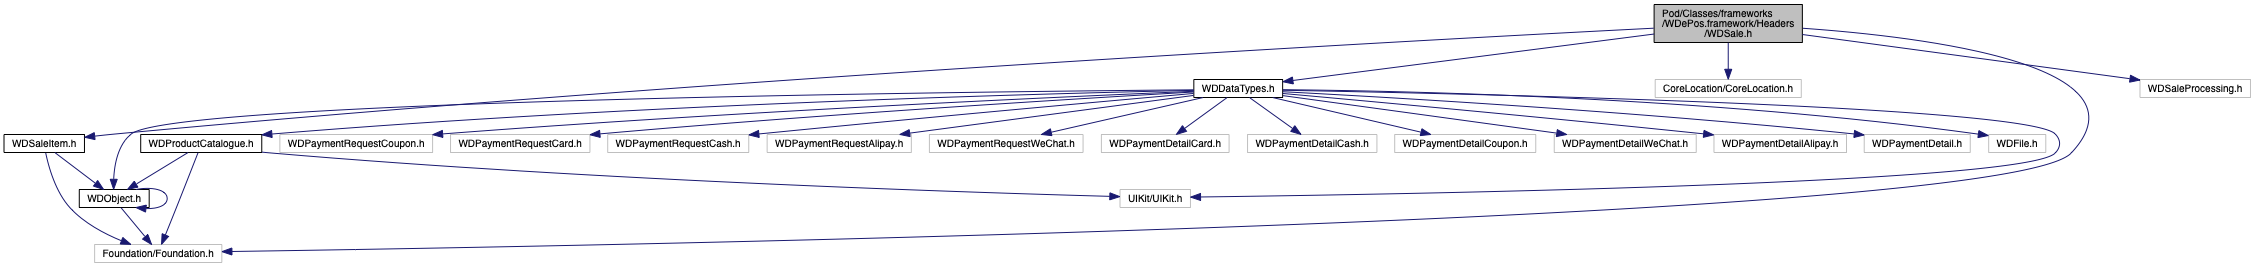 Pod/Classes/frameworks
/WDePos.framework/Headers
/WDSale.h
WDDataTypes.h
CoreLocation/CoreLocation.h
WDSaleProcessing.h
WDSaleItem.h
WDProductCatalogue.h
WDPaymentRequestCoupon.h
WDPaymentRequestCard.h
WDPaymentRequestCash.h
WDPaymentRequestAlipay.h
WDPaymentRequestWeChat.h
WDPaymentDetailCard.h
WDPaymentDetailCash.h
WDPaymentDetailCoupon.h
WDPaymentDetailWeChat.h
WDPaymentDetailAlipay.h
WDPaymentDetail.h
WDFile.h
WDObject.h
UIKit/UIKit.h
Foundation/Foundation.h